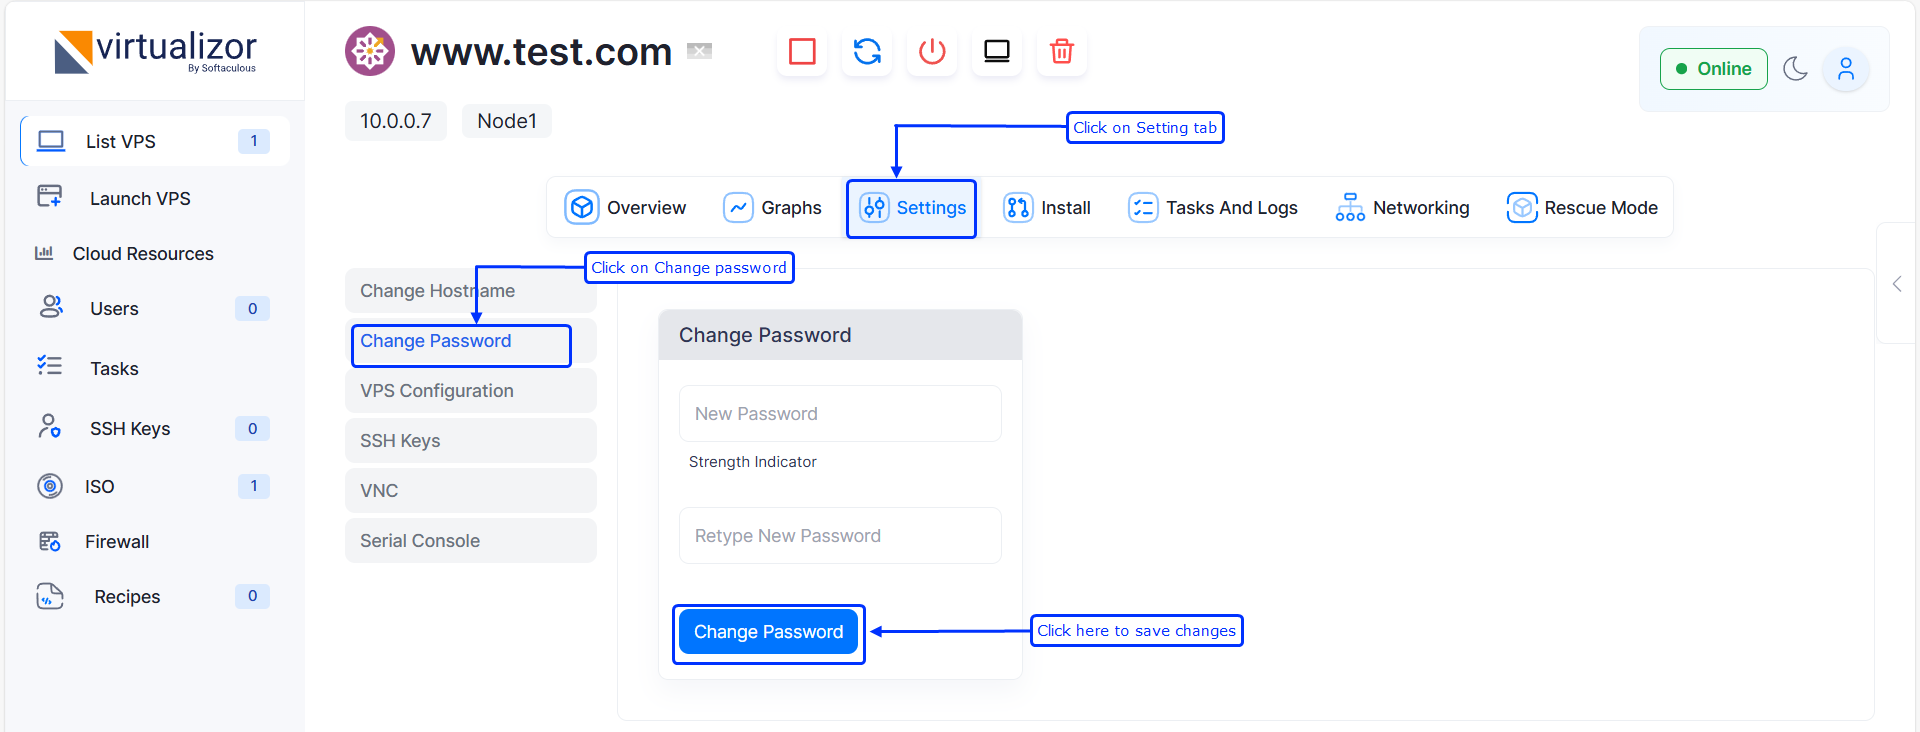 virtualizor
By Softaculous
www.test.com
Online
10.0.0.7
Node1
Click on Setting tab
List VPS 1
Launch VPS
Cloud Resources
Users 0
Tasks
SSH Keys 0
ISO 1
Firewall
Recipes 0
Overview
Graphs
Settings
Install
Tasks And Logs
Networking
Rescue Mode
Click on Change password
Change Hostname
Change Password
VPS Configuration
SSH Keys
VNC
Serial Console
Change Password
New Password
Strength Indicator
Retype New Password
Change Password
Click here to save changes